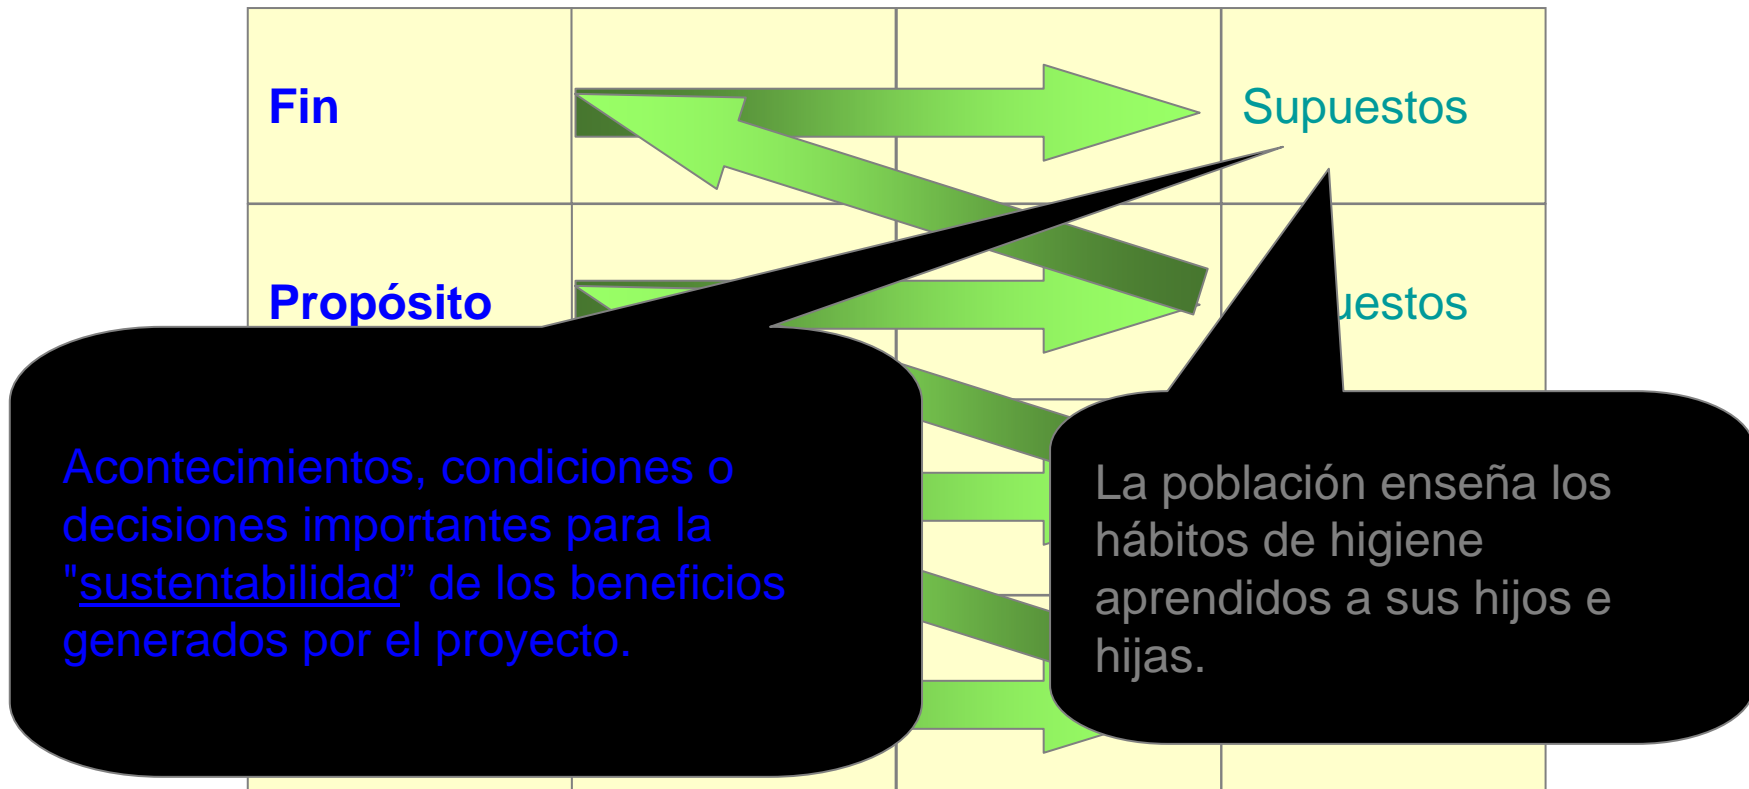 Fin
Supuestos
Propósito
uestos
Acontecimientos, condiciones o
decisiones importantes para la
"sustentabilidad” de los beneficios
generados por el proyecto.
La población enseña los
hábitos de higiene
aprendidos a sus hijos e
hijas.